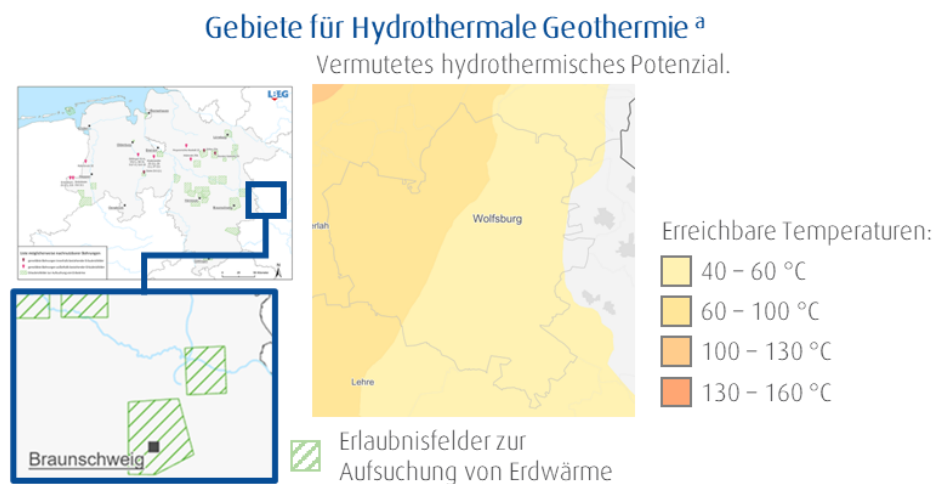 Gebiete für Hydrothermale Geothermie a
Vermutetes hydrothermisches Potenzial.
LBEG
Wolfsburg
erlah
Lehre
Erreichbare Temperaturen:
40 – 60 °C
60 – 100 °C
100 – 130 °C
130 – 160 °C
Braunschweig
Erlaubnisfelder zur
Aufsuchung von Erdwärme